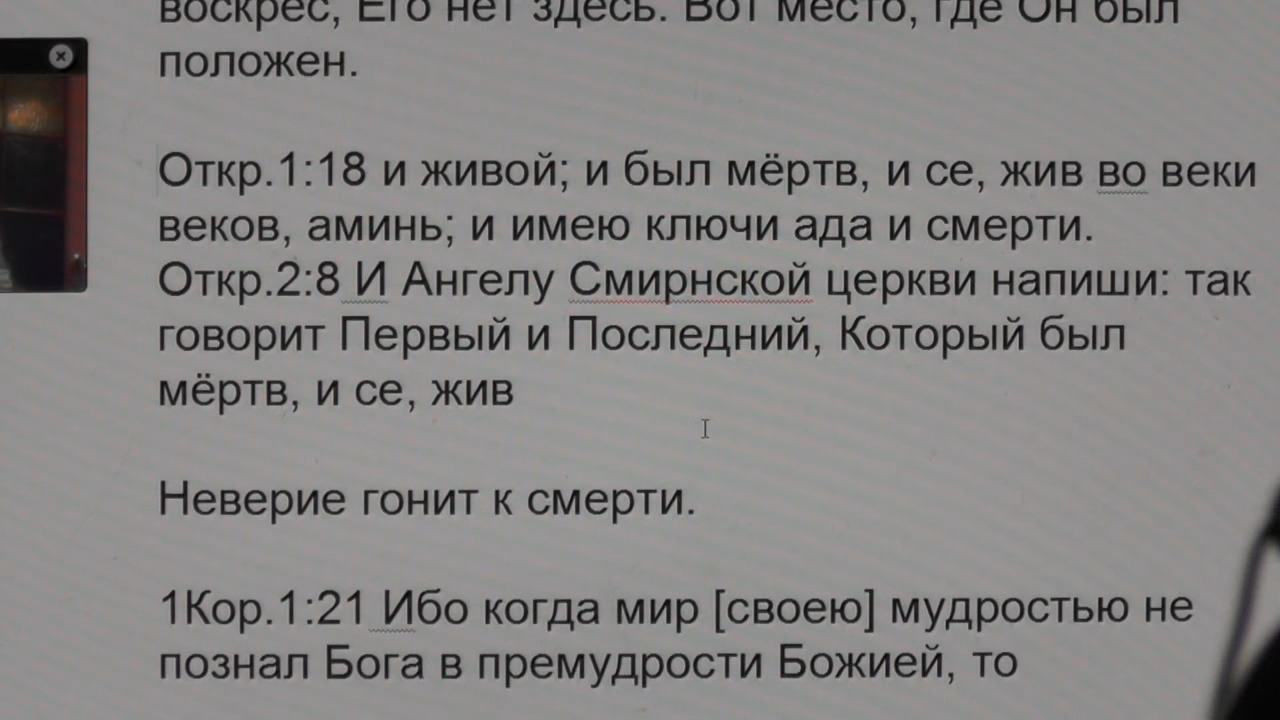 воскрес, Его нет здесь. Вот место, где Он был
положен.
Откр.1:18 и живой; и был мёртв, и се, жив во веки
веков, аминь; и имею ключи ада и смерти.
Откр.2:8 И Ангелу Смирнской церкви напиши: так
говорит Первый и Последний, Который был
мёртв, и се, жив
Неверие гонит к смерти.
1Кор.1:21 Ибо когда мир [своею] мудростью не
познал Бога в премудрости Божией, то